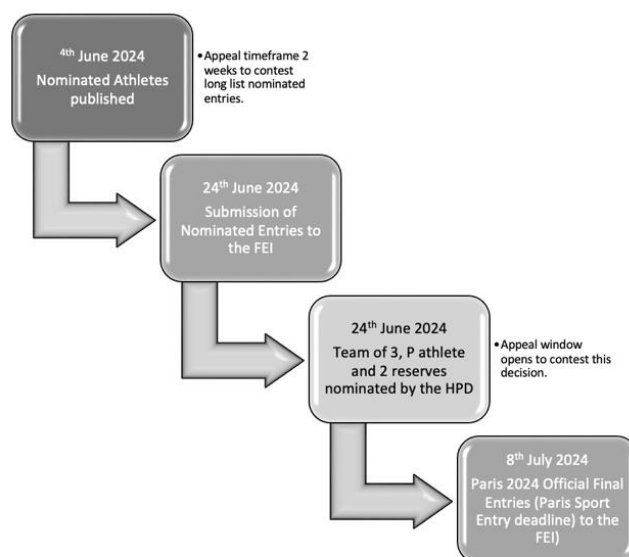 4th June 2024
Nominated Athletes
published
•Appeal timeframe 2
weeks to contest
long list nominated
entries.
24th June 2024
Submission of
Nominated Entries to
the FEI
24th June 2024
Team of 3, P athlete
and 2 reserves
nominated by the HPD
•Appeal window
opens to contest this
decision.
8th July 2024
Paris 2024 Official Final
Entries (Paris Sport
Entry deadline) to the
FEI)